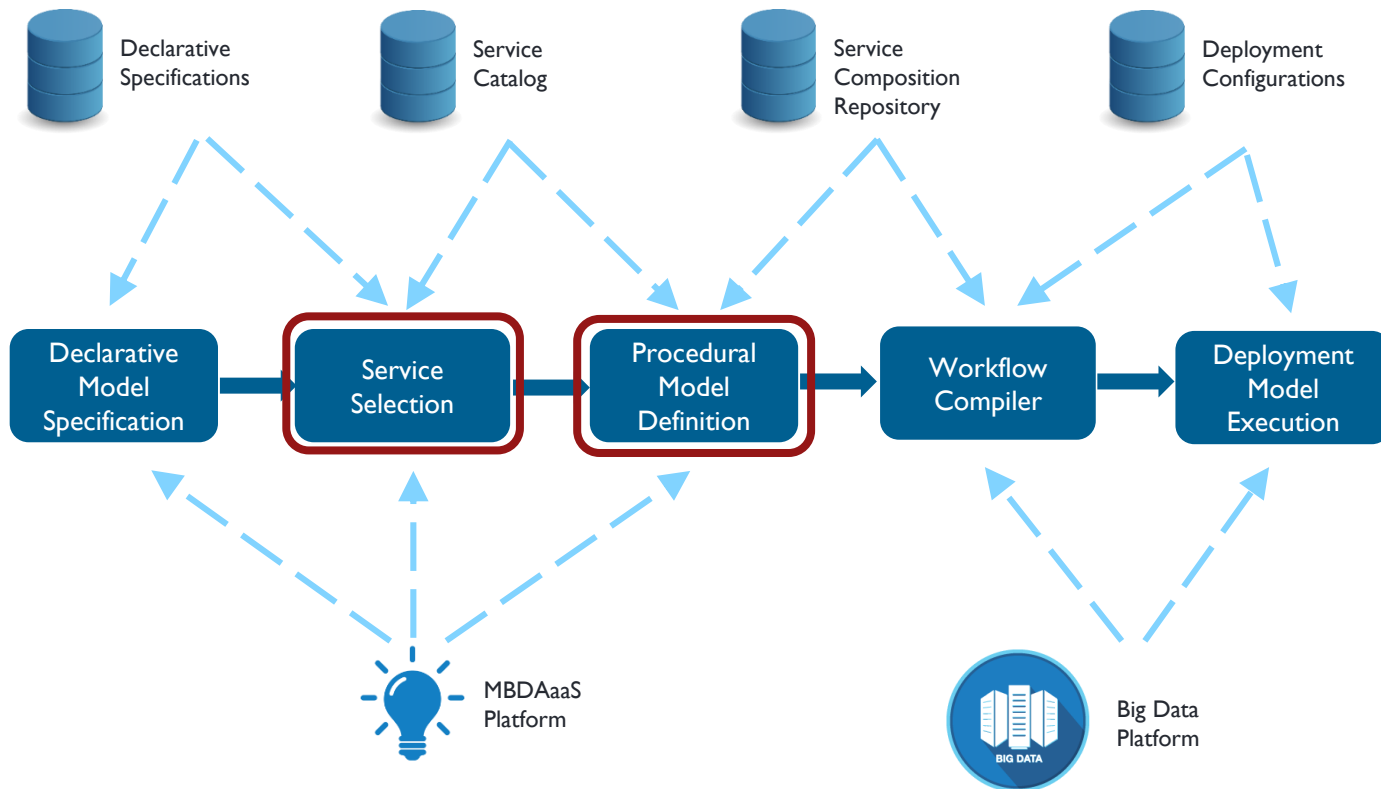 Declarative
Specifications
Service
Catalog
Service
Composition
Repository
Deployment
Configurations
Declarative
Model
Specification
Service
Selection
Procedural
Model
Definition
Workflow
Compiler
Deployment
Model
Execution
MBDAaaS
Platform
BIG DATA
Big Data
Platform